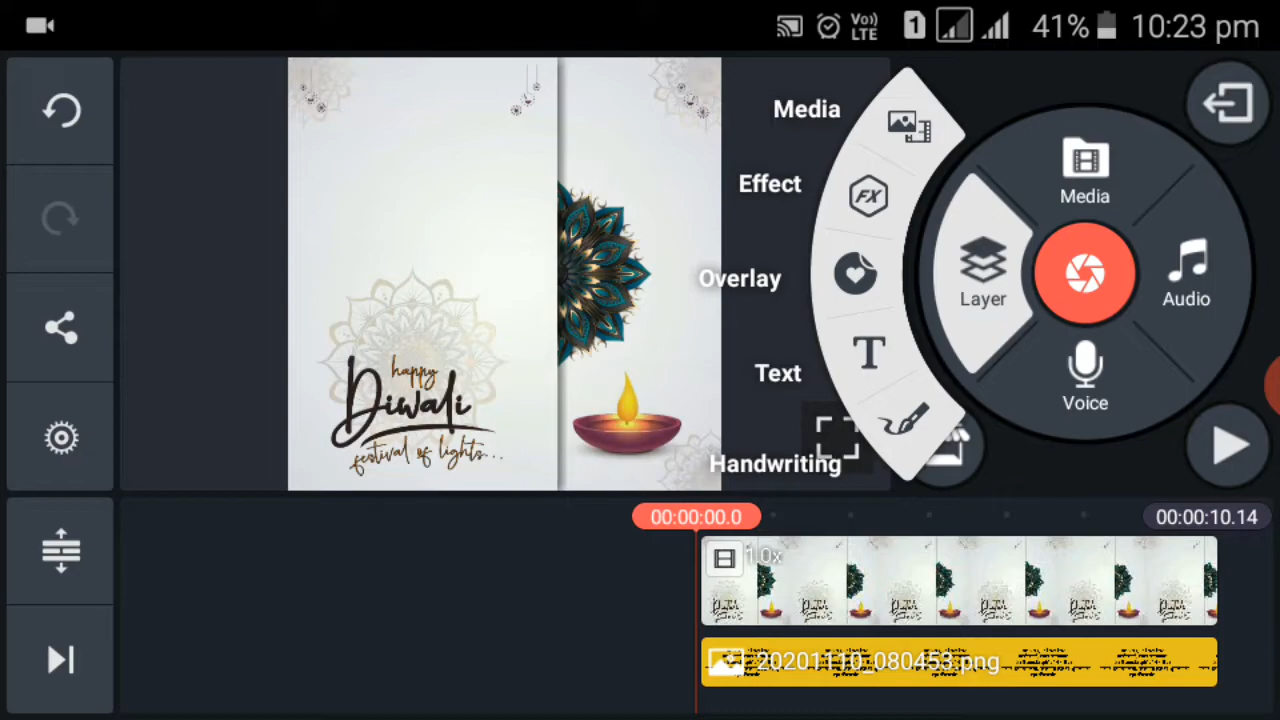 Vo))
LTE
1
41%
10:23 pm
Media
Effect
FX
Overlay
T
Text
Handwriting
Media
Layer
Audio
Voice
happy
Diwali
festival of lights...
00:00:00.0
00:00:10.14
1.0x
20201110_080453.png